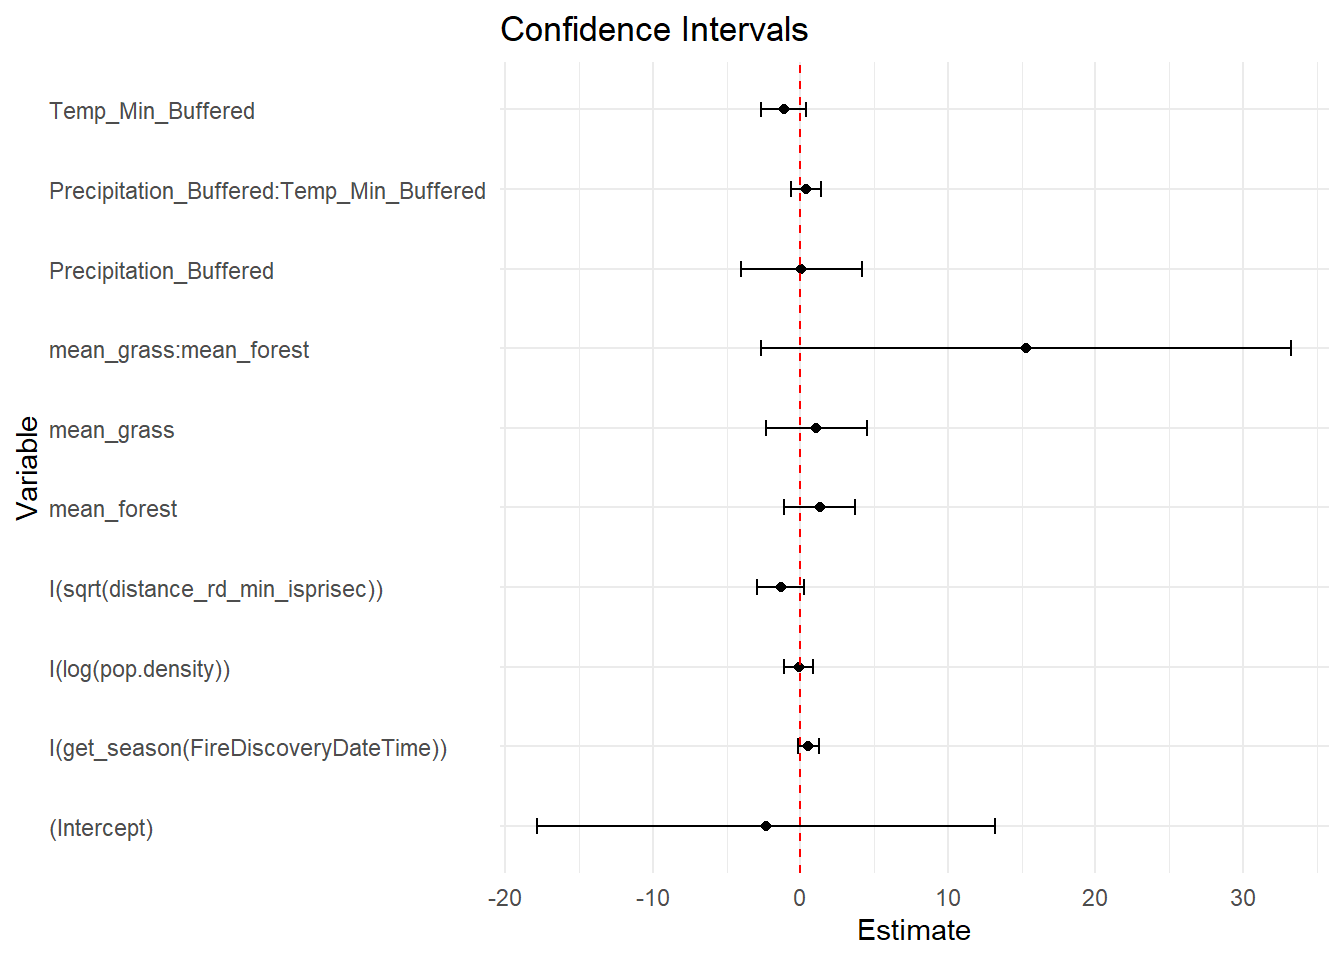 Confidence Intervals
Temp_Min_Buffered
Precipitation_Buffered:Temp_Min_Buffered
Precipitation_Buffered
mean_grass:mean_forest
mean_grass
mean_forest
I(sqrt(distance_rd_min_isprisec))
I(log(pop.density))
I(get_season(FireDiscoveryDateTime))
(Intercept)
Variable
-20 -10 0 10 20 30
Estimate